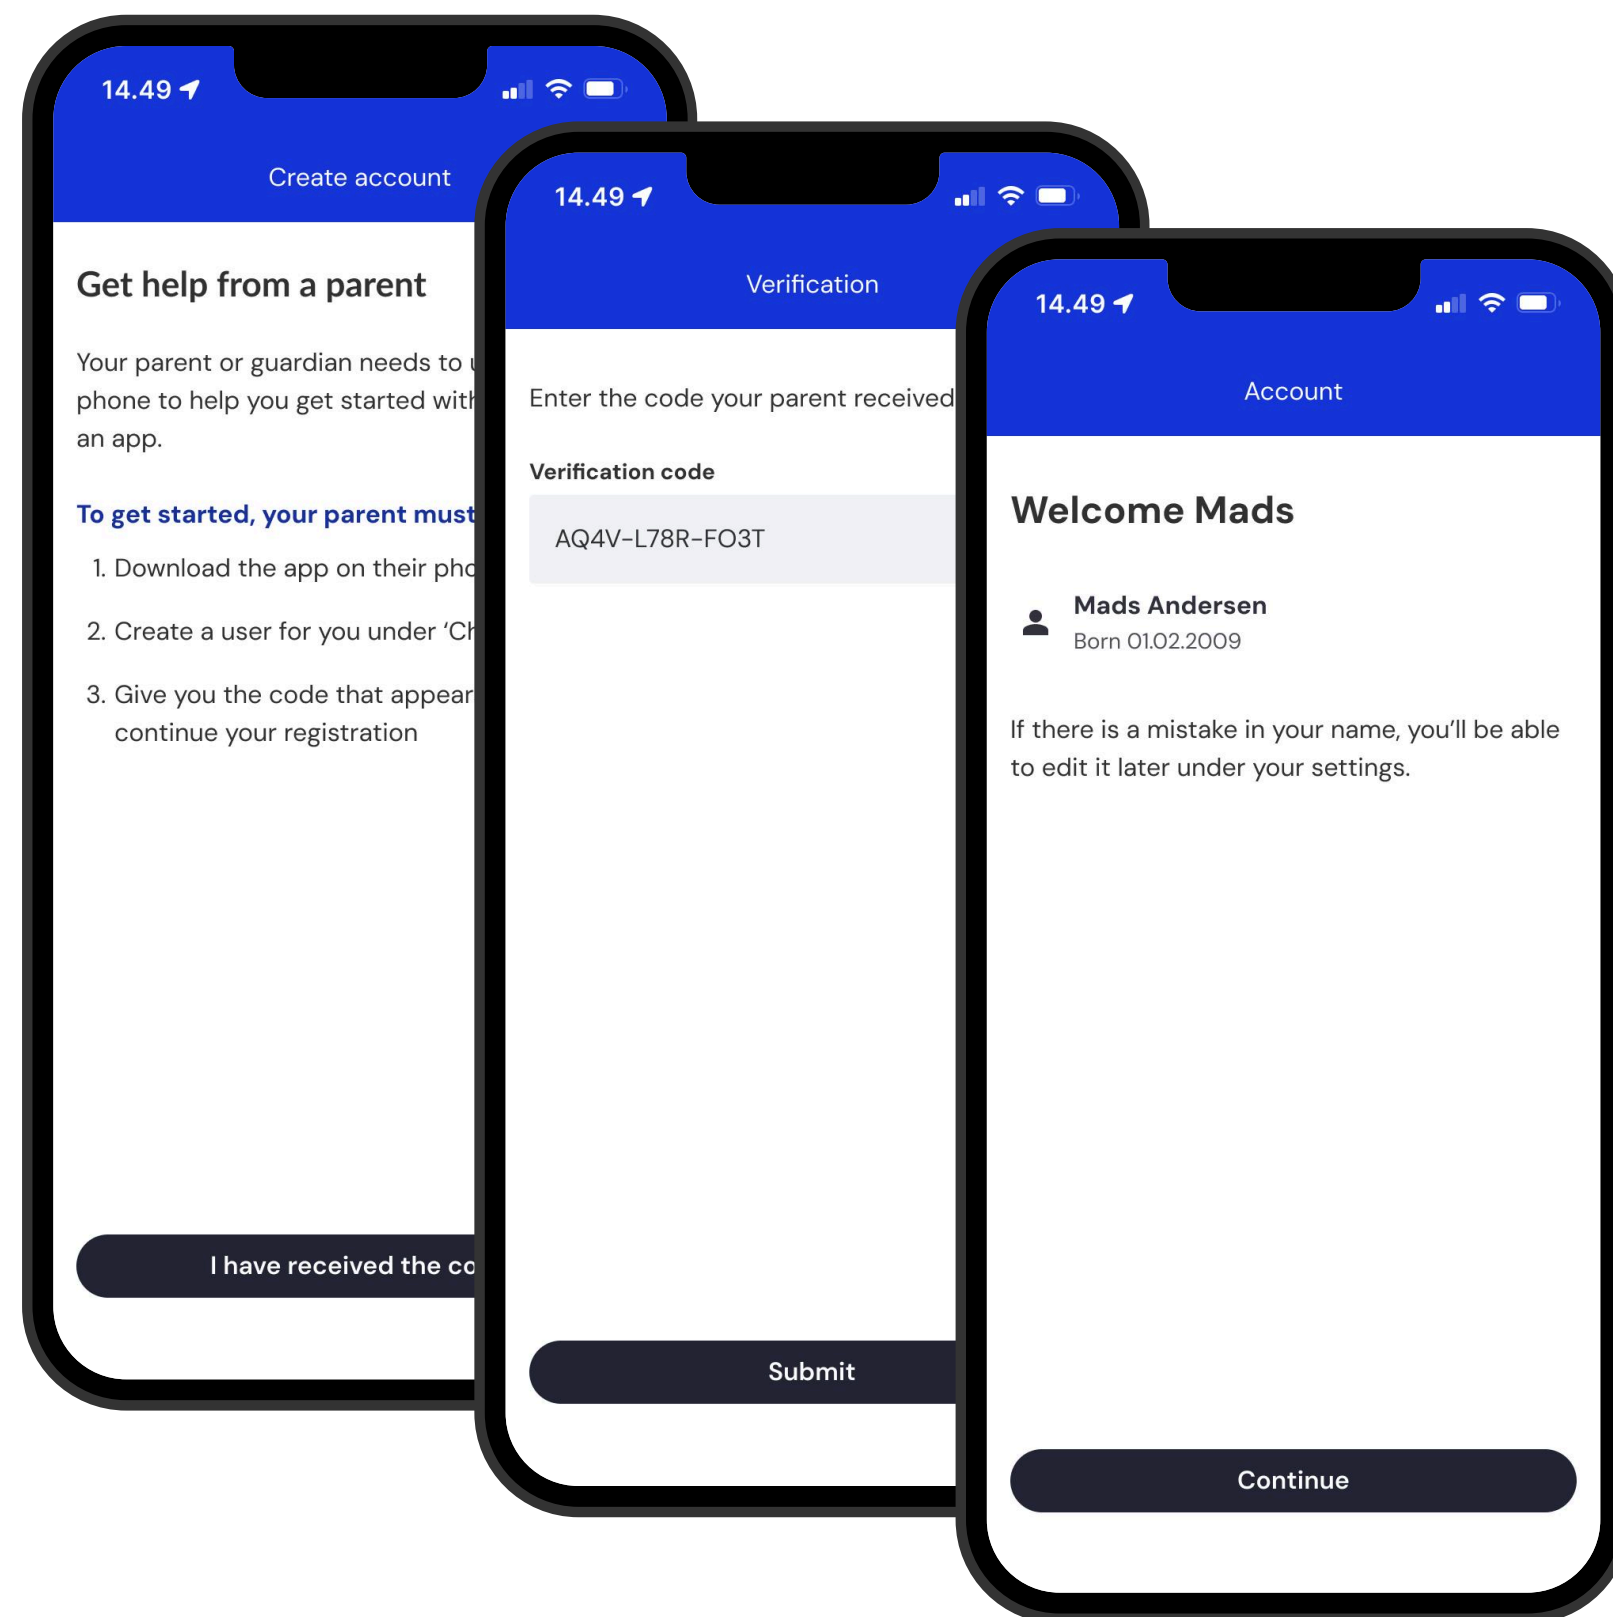 14.49
Create account
Get help from a parent
Your parent or guardian needs to
phone to help you get started with
an app.
To get started, your parent must
1. Download the app on their
2. Create a user for you under
3. Give you the code that
continue your registration
I have received the
14.49
Verification
Enter the code your parent received
Verification code
AQ4V-L78R-FO3T
Submit
14.49
Account
Welcome Mads
Mads Andersen
Born 01.02.2009
If there is a mistake in your name, you’ll be able
to edit it later under your settings.
Continue